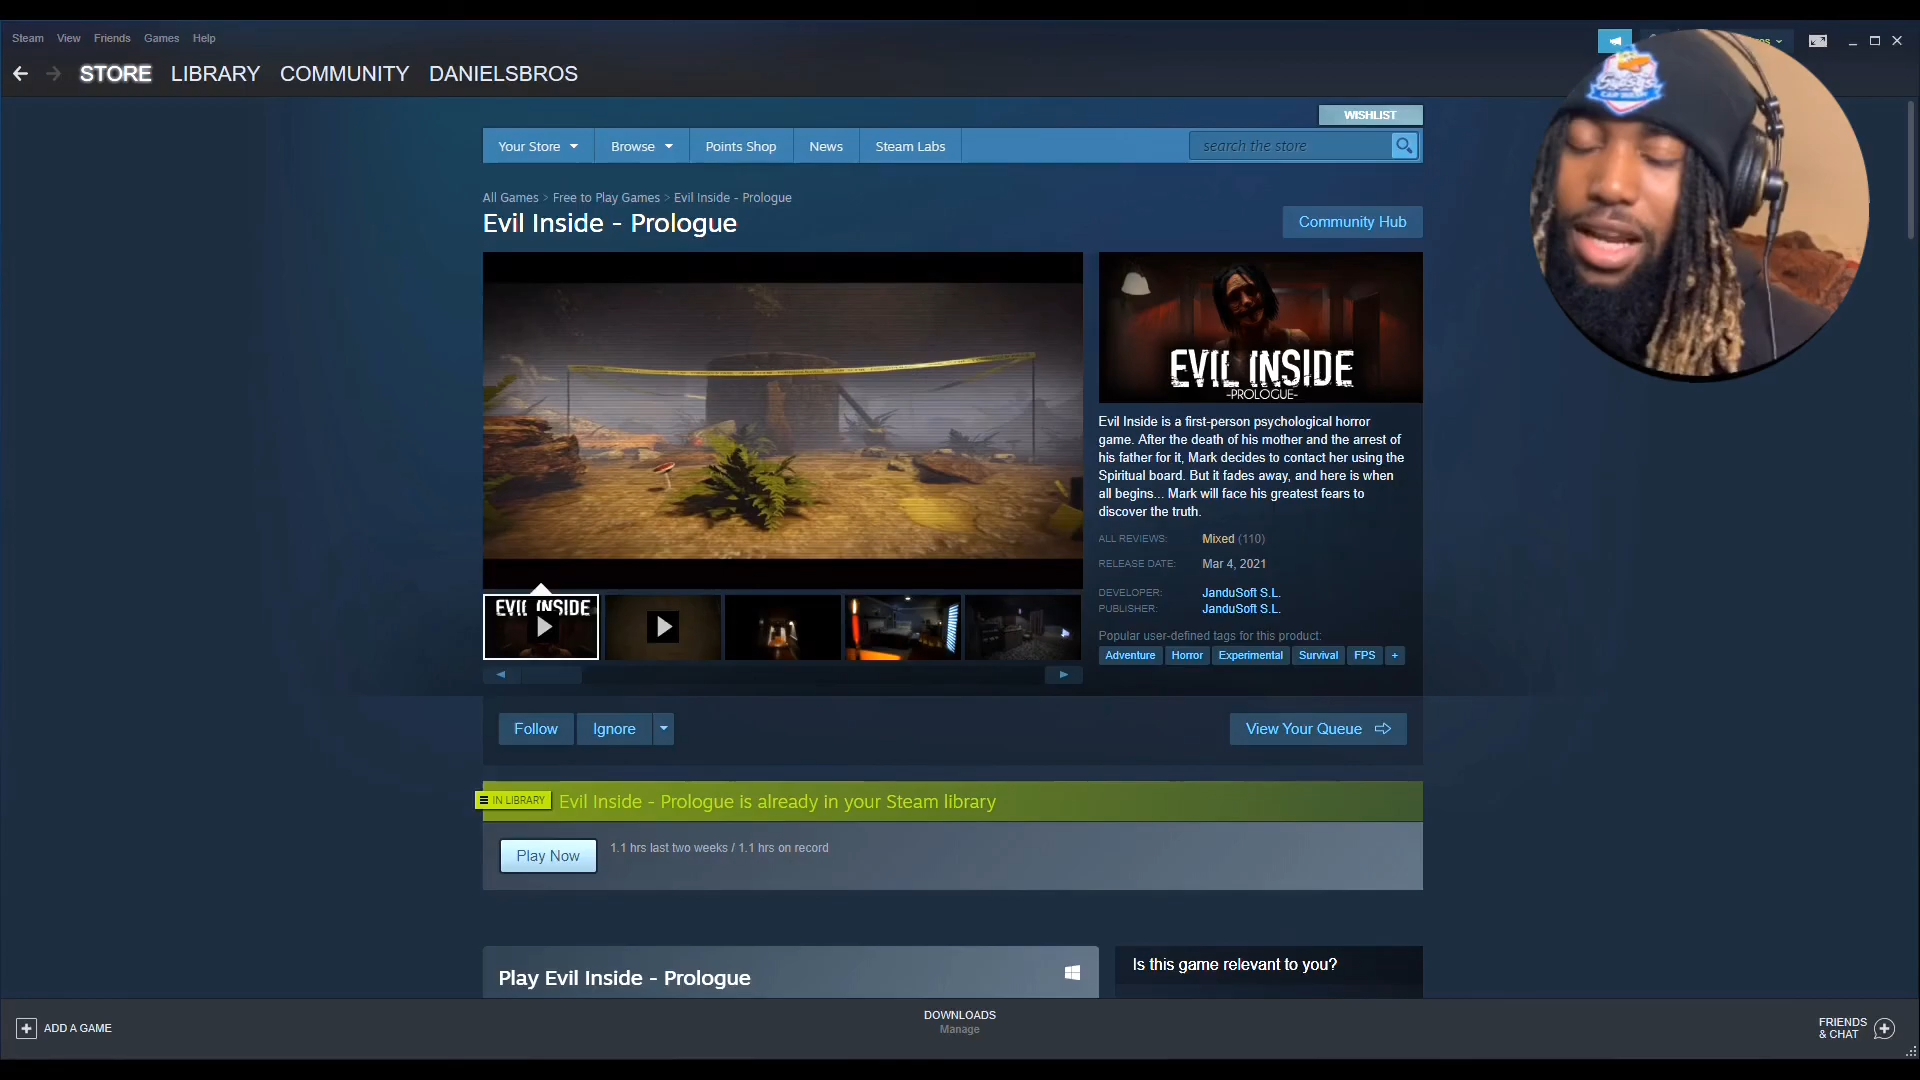 Steam View Friends Games Help
STORE LIBRARY COMMUNITY DANIELSBROS
WISHLIST
Your Store Browse Points Shop News Steam Labs search the store
All Games > Free to Play Games > Evil Inside - Prologue
Evil Inside - Prologue
Community Hub
EVIL INSIDE
-PROLOGUE-
Evil Inside is a first-person psychological horror
game. After the death of his mother and the arrest of
his father for it, Mark decides to contact her using the
Spiritual board. But it fades away, and here is when
all begins... Mark will face his greatest fears to
discover the truth.
ALL REVIEWS: Mixed (110)
RELEASE DATE: Mar 4, 2021
DEVELOPER: JanduSoft S.L.
PUBLISHER: JanduSoft S.L.
Popular user-defined tags for this product:
Adventure Horror Experimental Survival FPS +
EVIL INSIDE
Follow Ignore View Your Queue
IN LIBRARY Evil Inside - Prologue is already in your Steam library
Play Now 1.1 hrs last two weeks / 1.1 hrs on record
Play Evil Inside - Prologue
Is this game relevant to you?
ADD A GAME
DOWNLOADS
Manage
FRIENDS
& CHAT